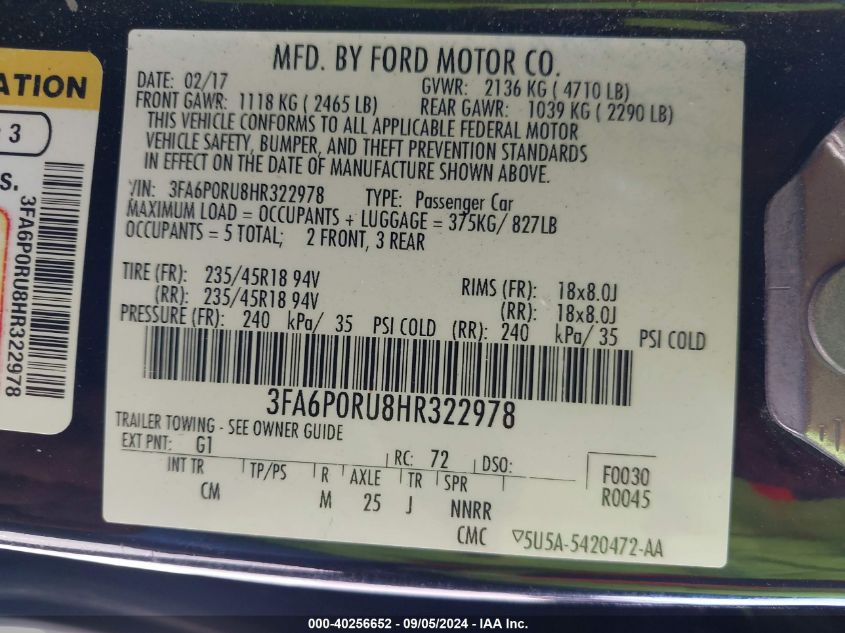 ATION
3
S.
3FA6P0RU8HR322978
MFD. BY FORD MOTOR CO.
DATE: 02/17 GVWR: 2136 KG ( 4710 LB)
FRONT GAWR: 1118 KG ( 2465 LB) REAR GAWR: 1039 KG ( 2290 LB)
THIS VEHICLE CONFORMS TO ALL APPLICABLE FEDERAL MOTOR
VEHICLE SAFETY, BUMPER, AND THEFT PREVENTION STANDARDS
IN EFFECT ON THE DATE OF MANUFACTURE SHOWN ABOVE.
VIN: 3FA6P0RU8HR322978 TYPE: Passenger Car
MAXIMUM LOAD = OCCUPANTS + LUGGAGE = 375KG/ 827LB
OCCUPANTS = 5 TOTAL; 2 FRONT, 3 REAR
TIRE (FR): 235/45R18 94V RIMS (FR): 18x8.0J
(RR): 235/45R18 94V (RR): 18x8.0J
PRESSURE (FR): 240 kPa/ 35 PSI COLD (RR): 240 kPa/ 35 PSI COLD
3FA6P0RU8HR322978
TRAILER TOWING - SEE OWNER GUIDE
EXT PNT: G1 RC: 72 DSO: F0030
INT TR TP/PS R AXLE TR SPR R0045
CM M 25 J NNRR
CMC 5U5A-5420472-AA
000-40256652 - 09/05/2024 - IAA Inc.